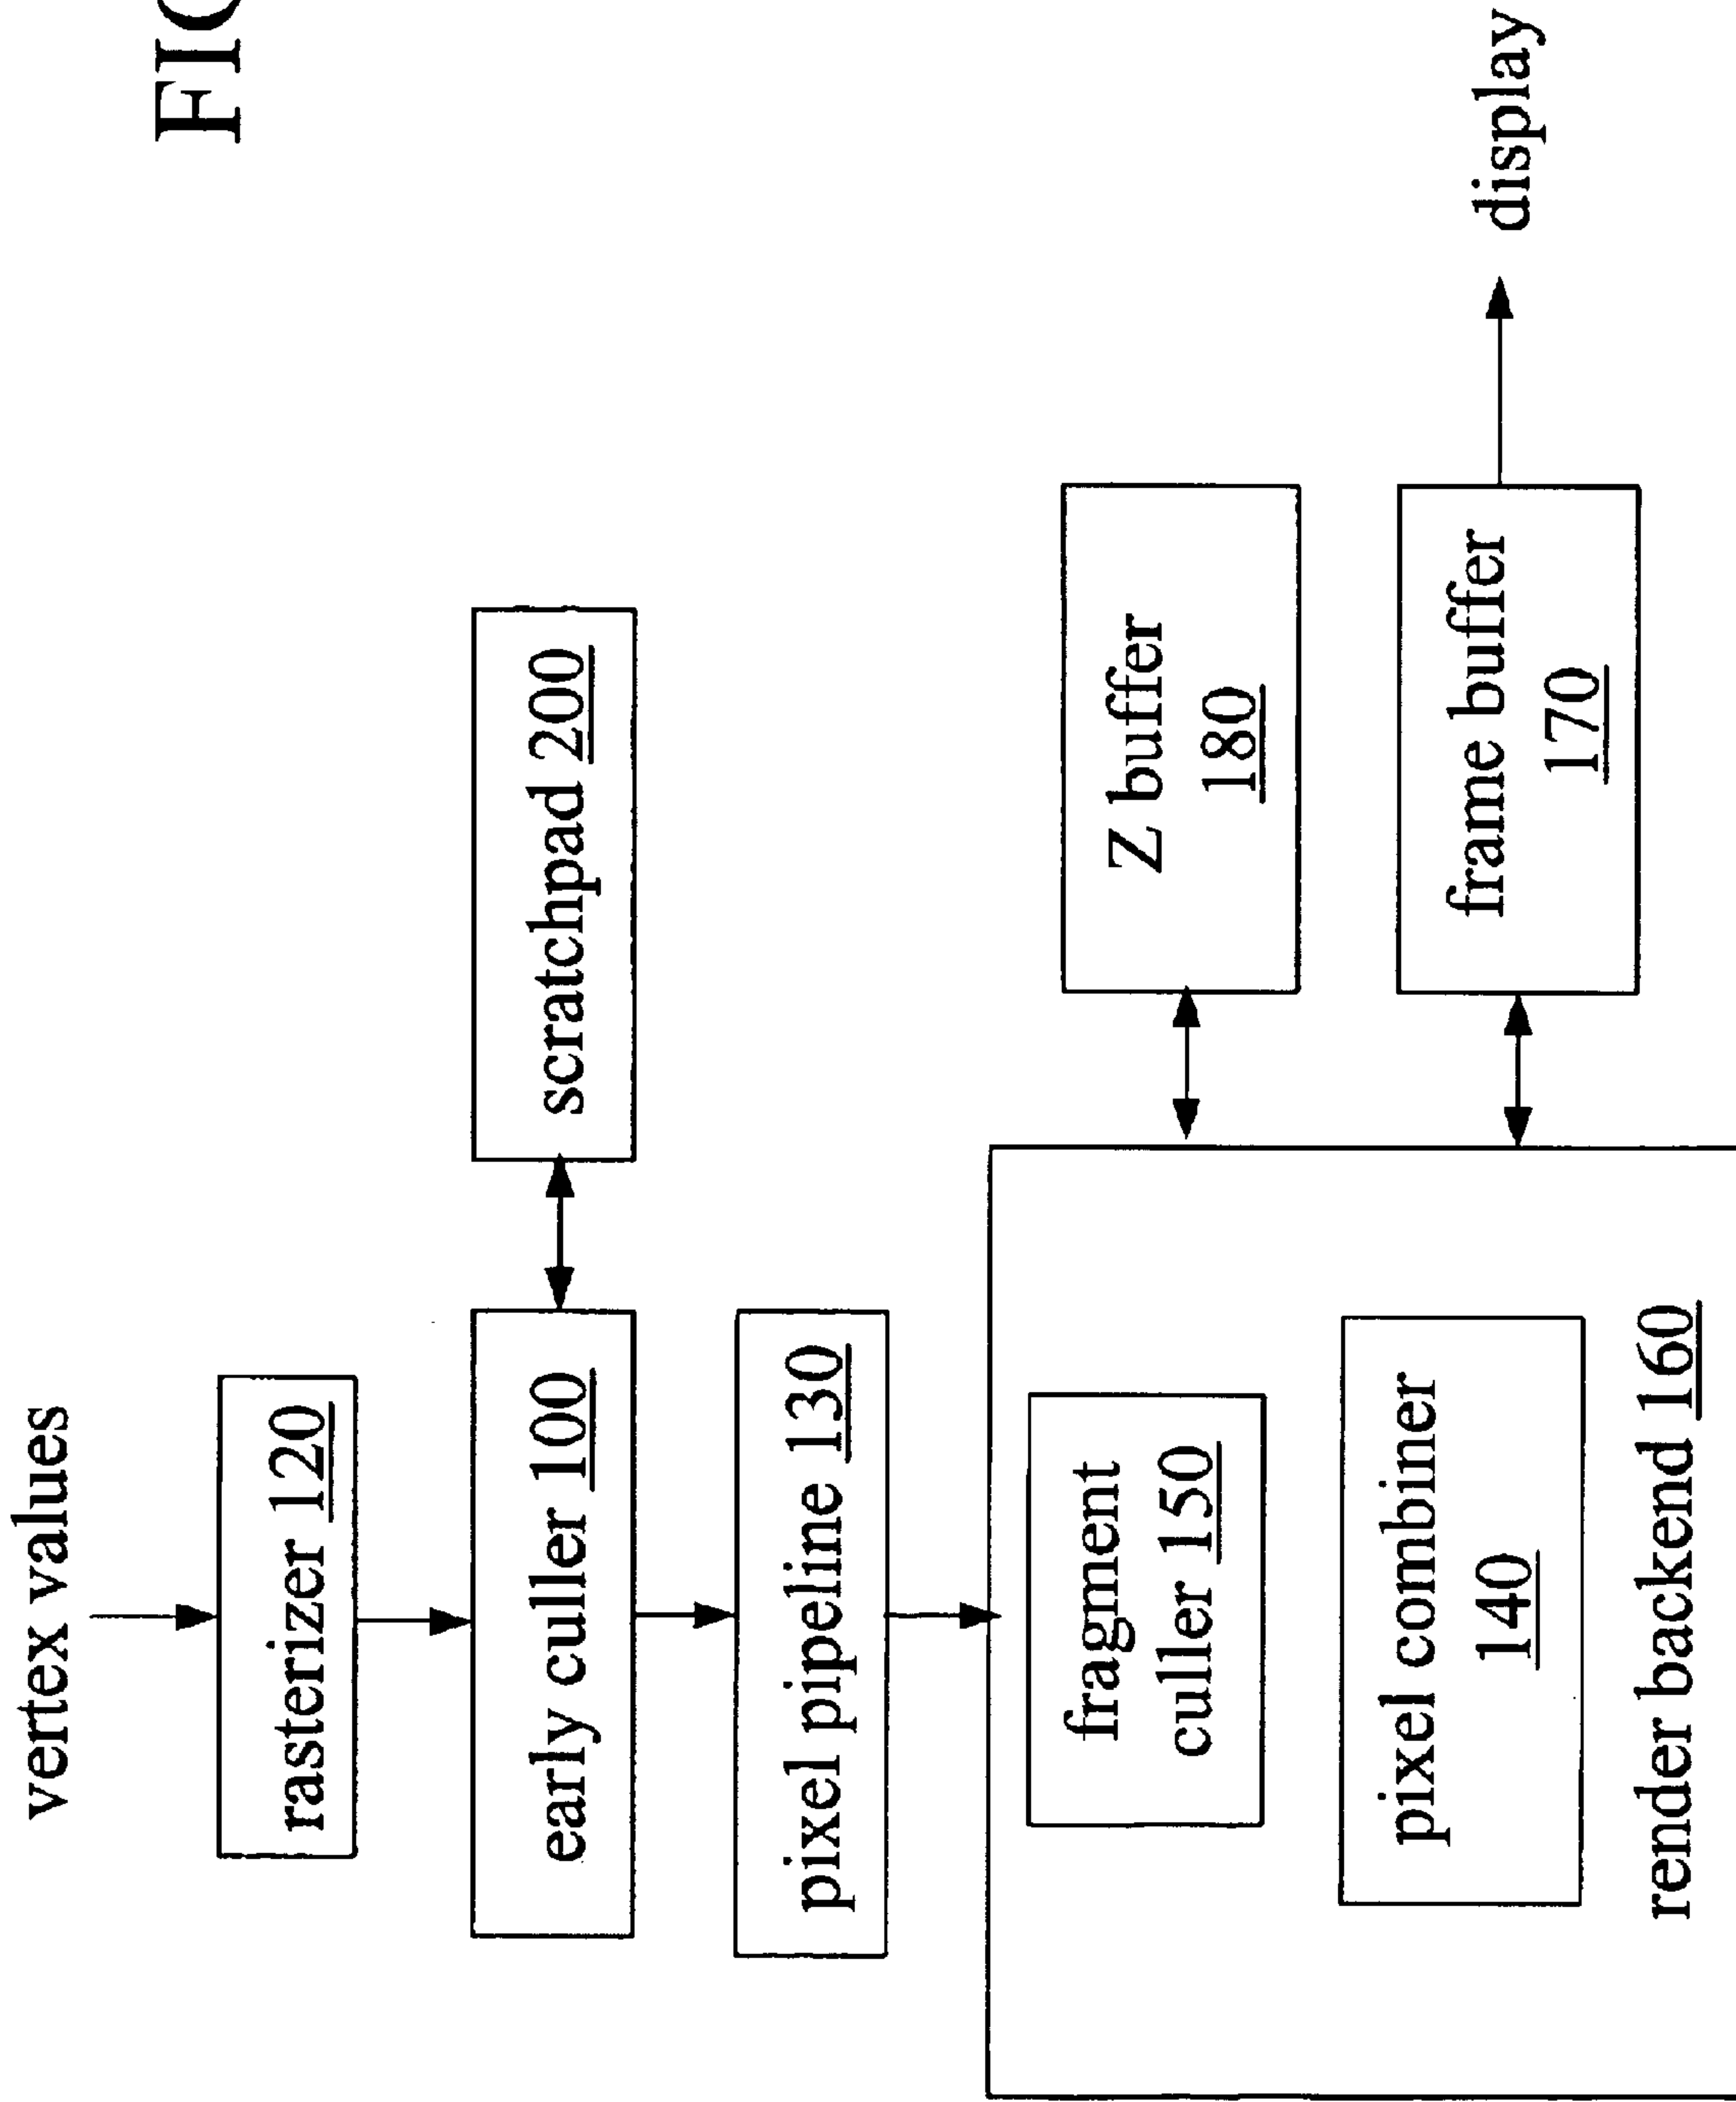 FIG
vertex values
rasterizer 120
early culler 100
scratchpad 200
pixel pipeline 130
fragment
culler 150
Z buffer
180
pixel combiner
140
frame buffer
170
display
render backend 160